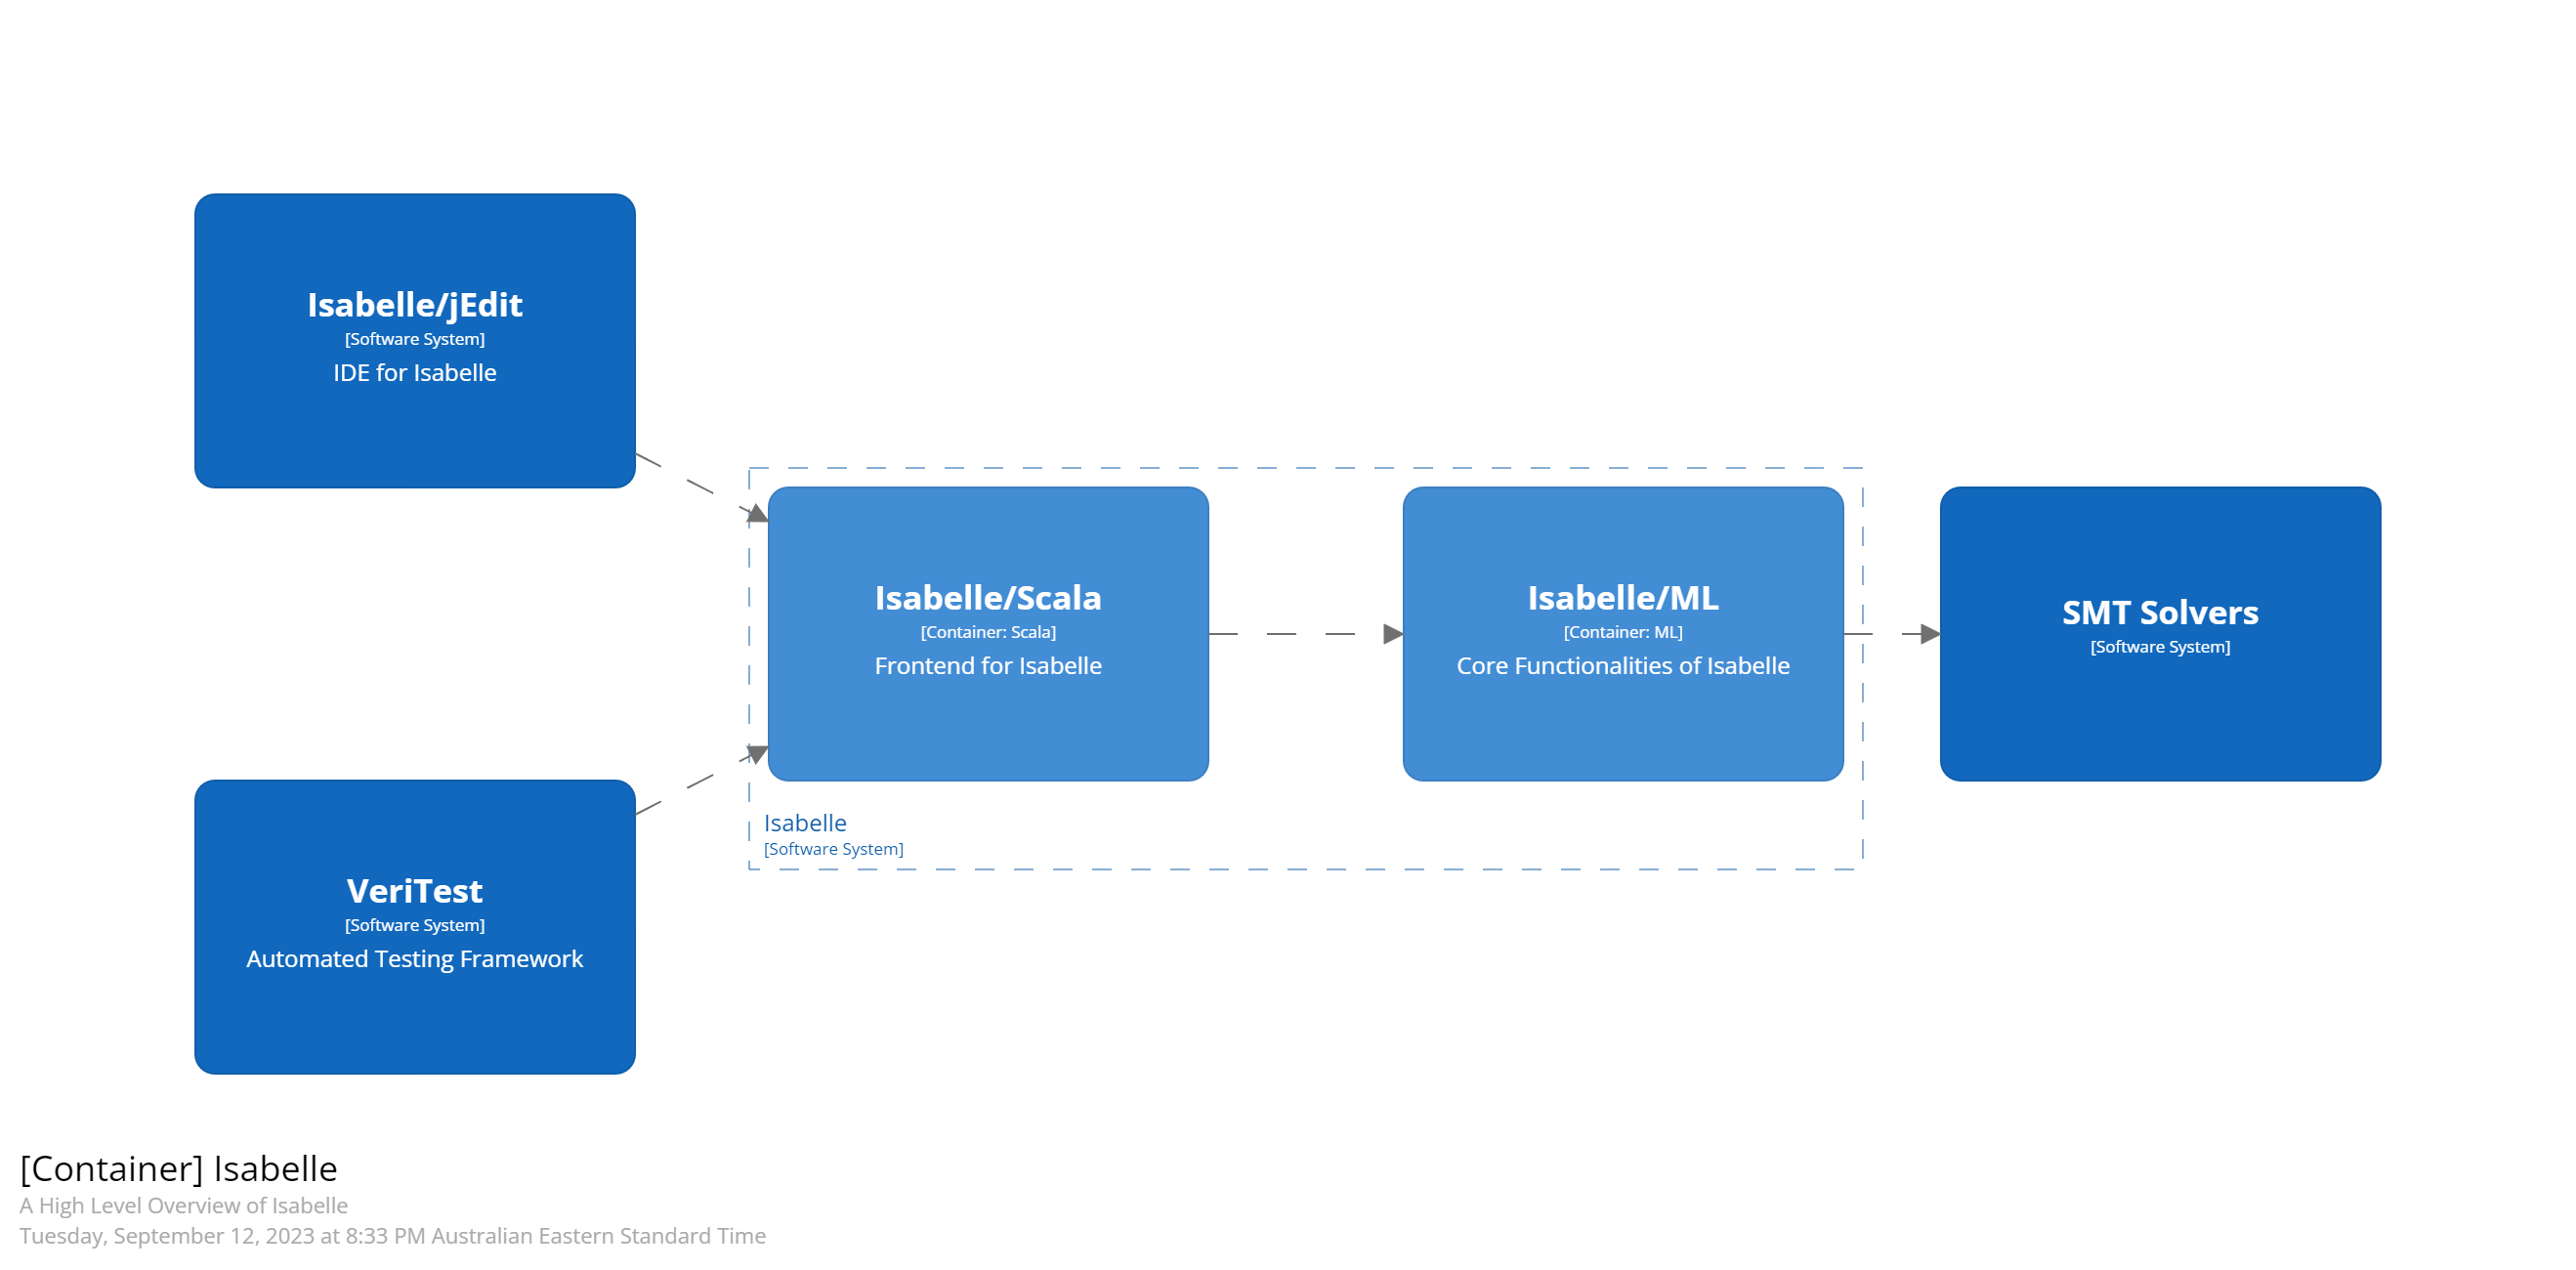 Isabelle/jEdit
[Software System]
IDE for Isabelle
Isabelle/Scala
[Container: Scala]
Frontend for Isabelle
Isabelle/ML
[Container: ML]
Core Functionalities of Isabelle
SMT Solvers
[Software System]
Isabelle
[Software System]
VeriTest
[Software System]
Automated Testing Framework
[Container] Isabelle
A High Level Overview of Isabelle
Tuesday, September 12, 2023 at 8:33 PM Australian Eastern Standard Time